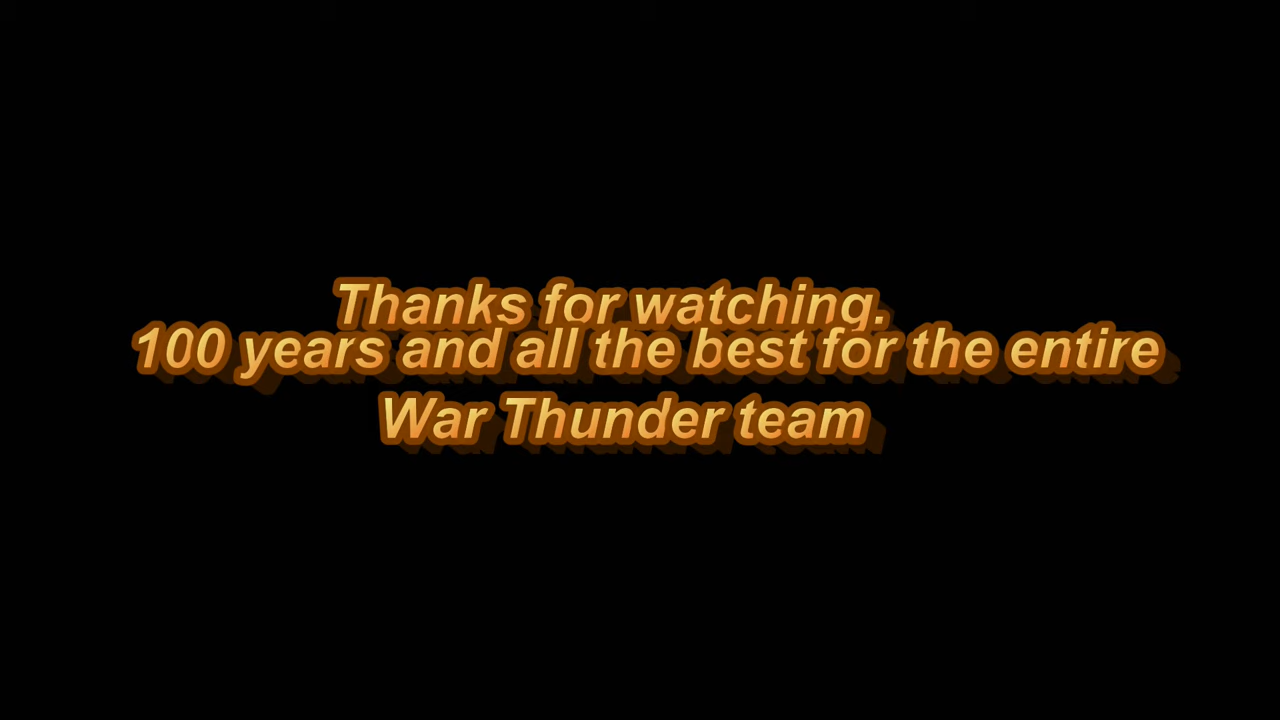 Thanks for watching.
100 years and all the best for the entire
War Thunder team